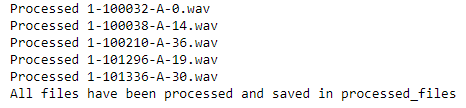 Processed 1-100032-A-0.wav
Processed 1-100038-A-14.wav
Processed 1-100210-A-36.wav
Processed 1-101296-A-19.wav
Processed 1-101336-A-30.wav
All files have been processed and saved in processed_files